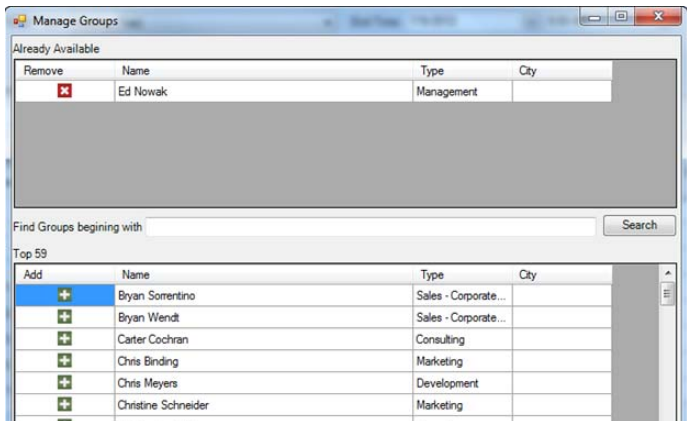 Manage Groups
Already Available
Remove Name Type City
Ed Nowak Management
Find Groups begining with Search
Top 59
Add Name Type City
Bryan Sorrentino Sales - Corporate...
Bryan Wendt Sales - Corporate...
Carter Cochran Consulting
Chris Binding Marketing
Chris Meyers Development
Christine Schneider Marketing